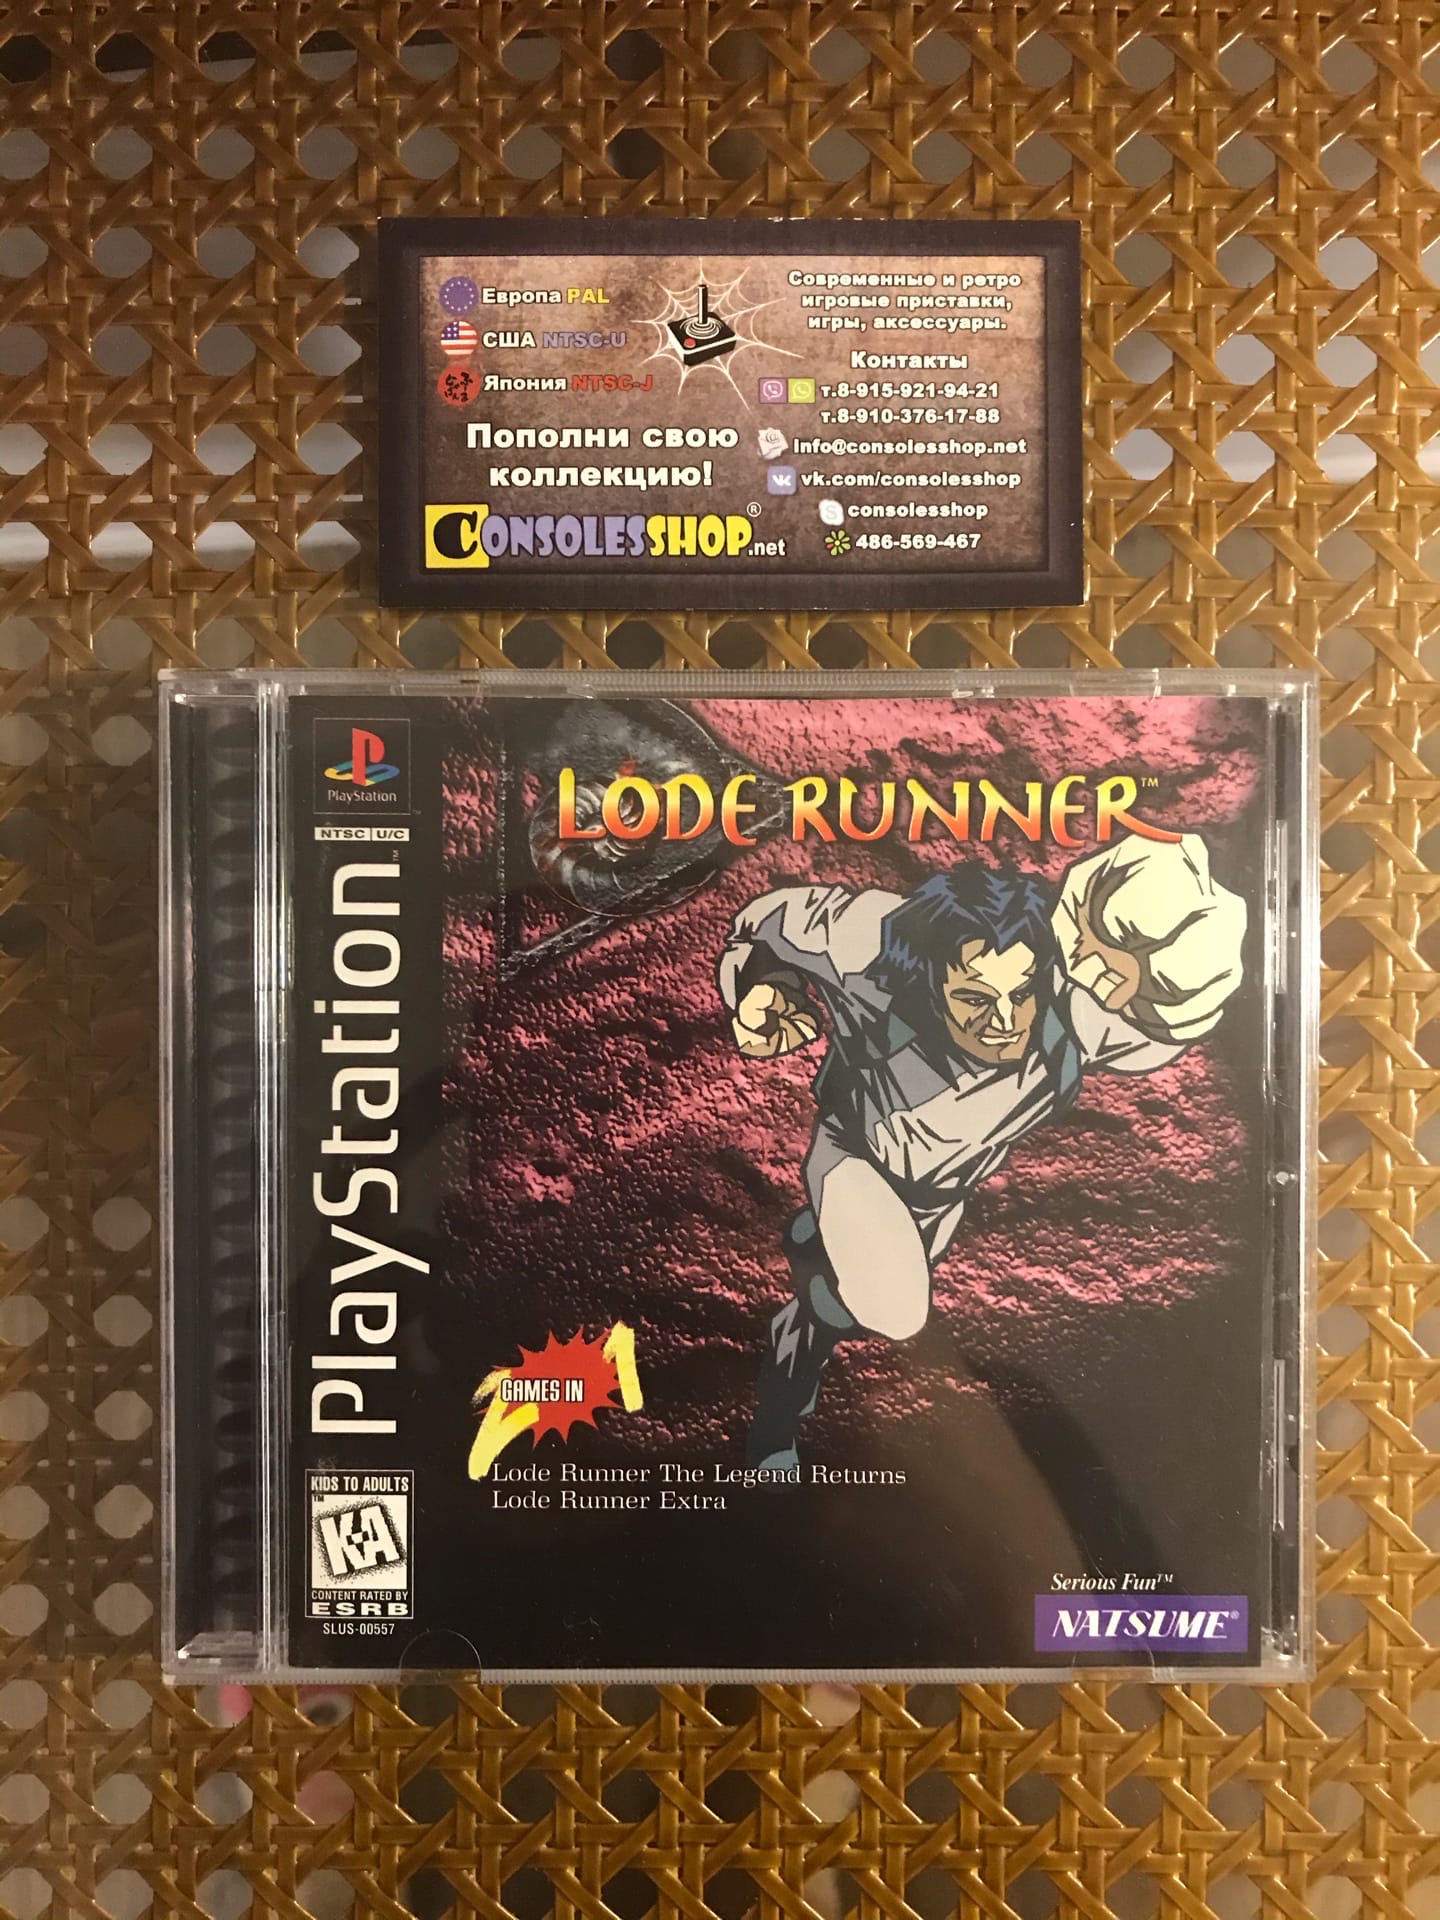 Европа PAL
США NTSC-U
Япония NTSC-J
Пополни свою
коллекцию!
CONSOLESSHOP.net®
Современные и ретро
игровые приставки,
игры, аксессуары.
Контакты
т.8-915-921-94-21
т.8-910-376-17-88
info@consolesshop.net
vk.com/consolesshop
consolesshop
486-569-467
PlayStation
NTSC U/C
PlayStation™
LODE RUNNER™
2 GAMES IN 1
Lode Runner The Legend Returns
Lode Runner Extra
KIDS TO ADULTS
K-A
CONTENT RATED BY
ESRB
SLUS-00557
Serious Fun™
NATSUME®